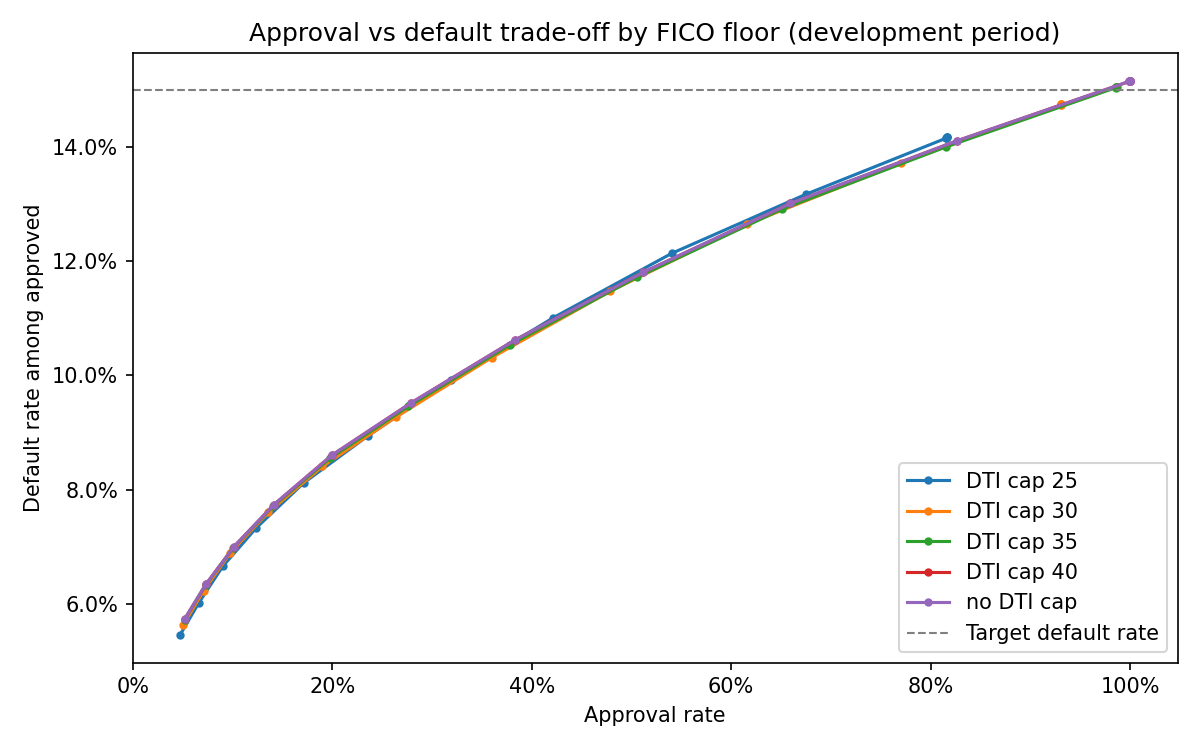 Approval vs default trade-off by FICO floor (development period)
Default rate among approved
14.0%
12.0%
10.0%
8.0%
6.0%
DTI cap 25
DTI cap 30
DTI cap 35
DTI cap 40
no DTI cap
Target default rate
0%
20%
40%
60%
80%
100%
Approval rate